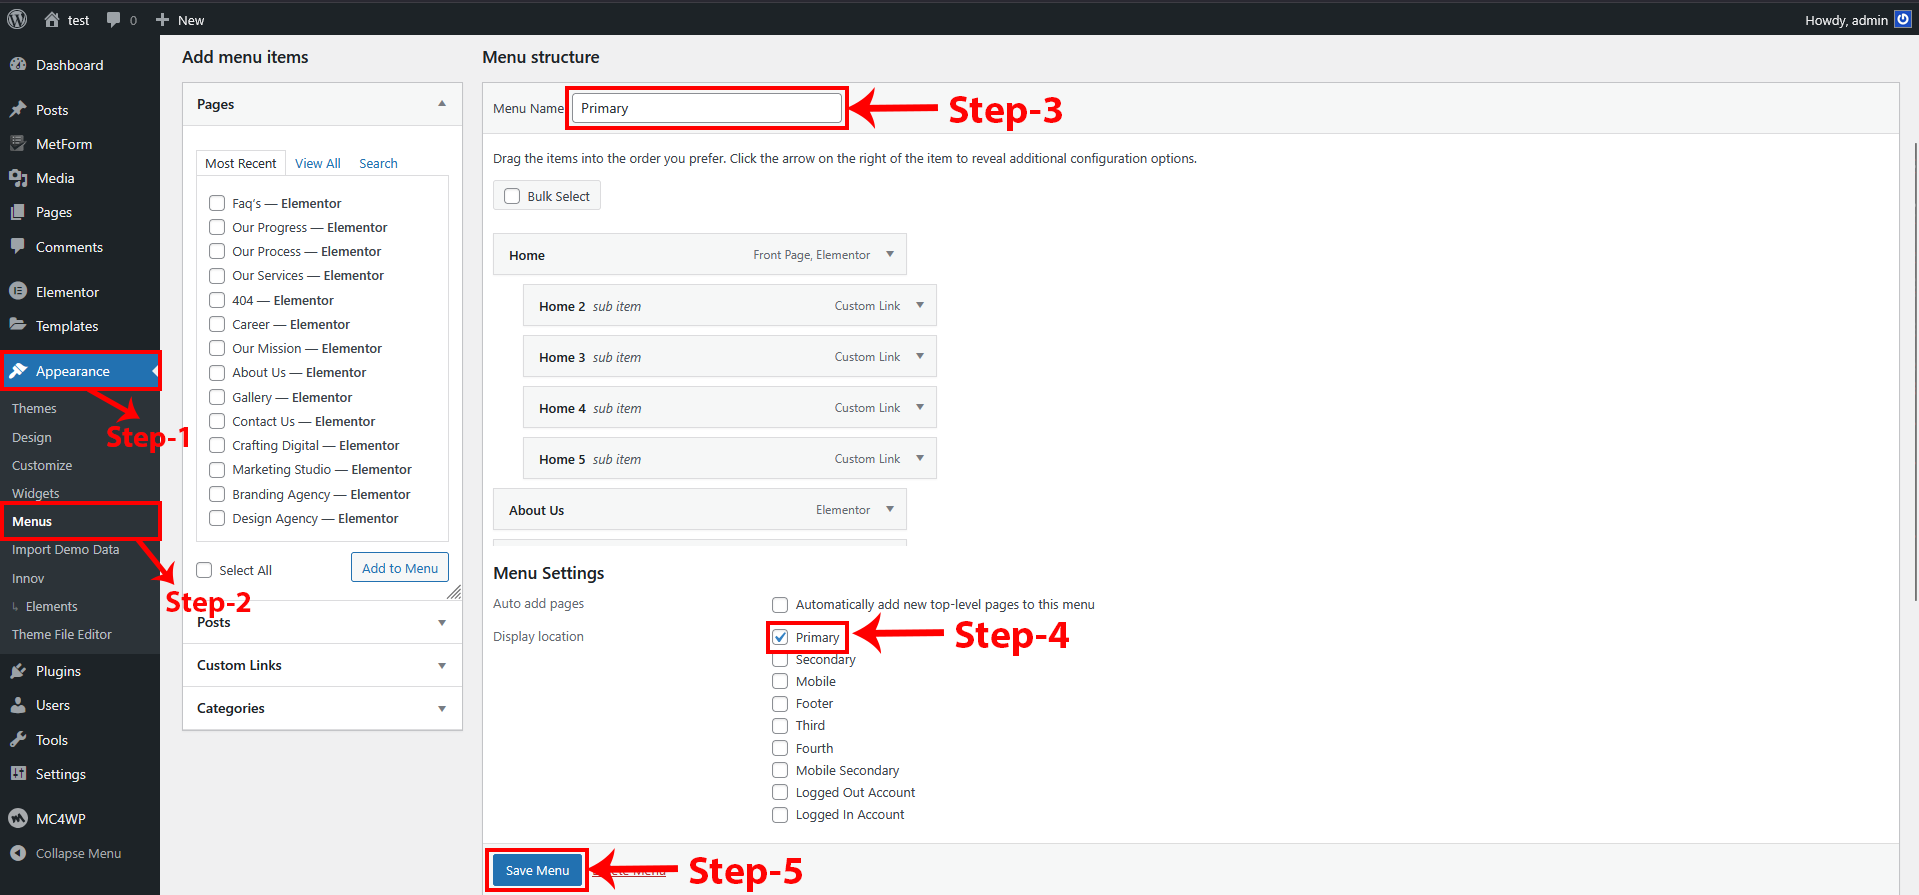 test
0
New
Howdy, admin
Dashboard
Posts
MetForm
Media
Pages
Comments
Elementor
Templates
Appearance
Themes
Step-1
Design
Customize
Widgets
Menus
Import Demo Data
Innov
Step-2
Elements
Theme File Editor
Plugins
Users
Tools
Settings
MC4WP
Collapse Menu
Add menu items
Pages
Most Recent
View All
Search
Faq's — Elementor
Our Progress — Elementor
Our Process — Elementor
Our Services — Elementor
404 — Elementor
Career — Elementor
Our Mission — Elementor
About Us — Elementor
Gallery — Elementor
Contact Us — Elementor
Crafting Digital — Elementor
Marketing Studio — Elementor
Branding Agency — Elementor
Design Agency — Elementor
Select All
Add to Menu
Posts
Custom Links
Categories
Menu structure
Menu Name
Primary
Step-3
Drag the items into the order you prefer. Click the arrow on the right of the item to reveal additional configuration options.
Bulk Select
Home
Front Page, Elementor
Home 2 sub item
Custom Link
Home 3 sub item
Custom Link
Home 4 sub item
Custom Link
Home 5 sub item
Custom Link
About Us
Elementor
Menu Settings
Auto add pages
Automatically add new top-level pages to this menu
Display location
Primary
Step-4
Secondary
Mobile
Footer
Third
Fourth
Mobile Secondary
Logged Out Account
Logged In Account
Save Menu
Menu
Step-5